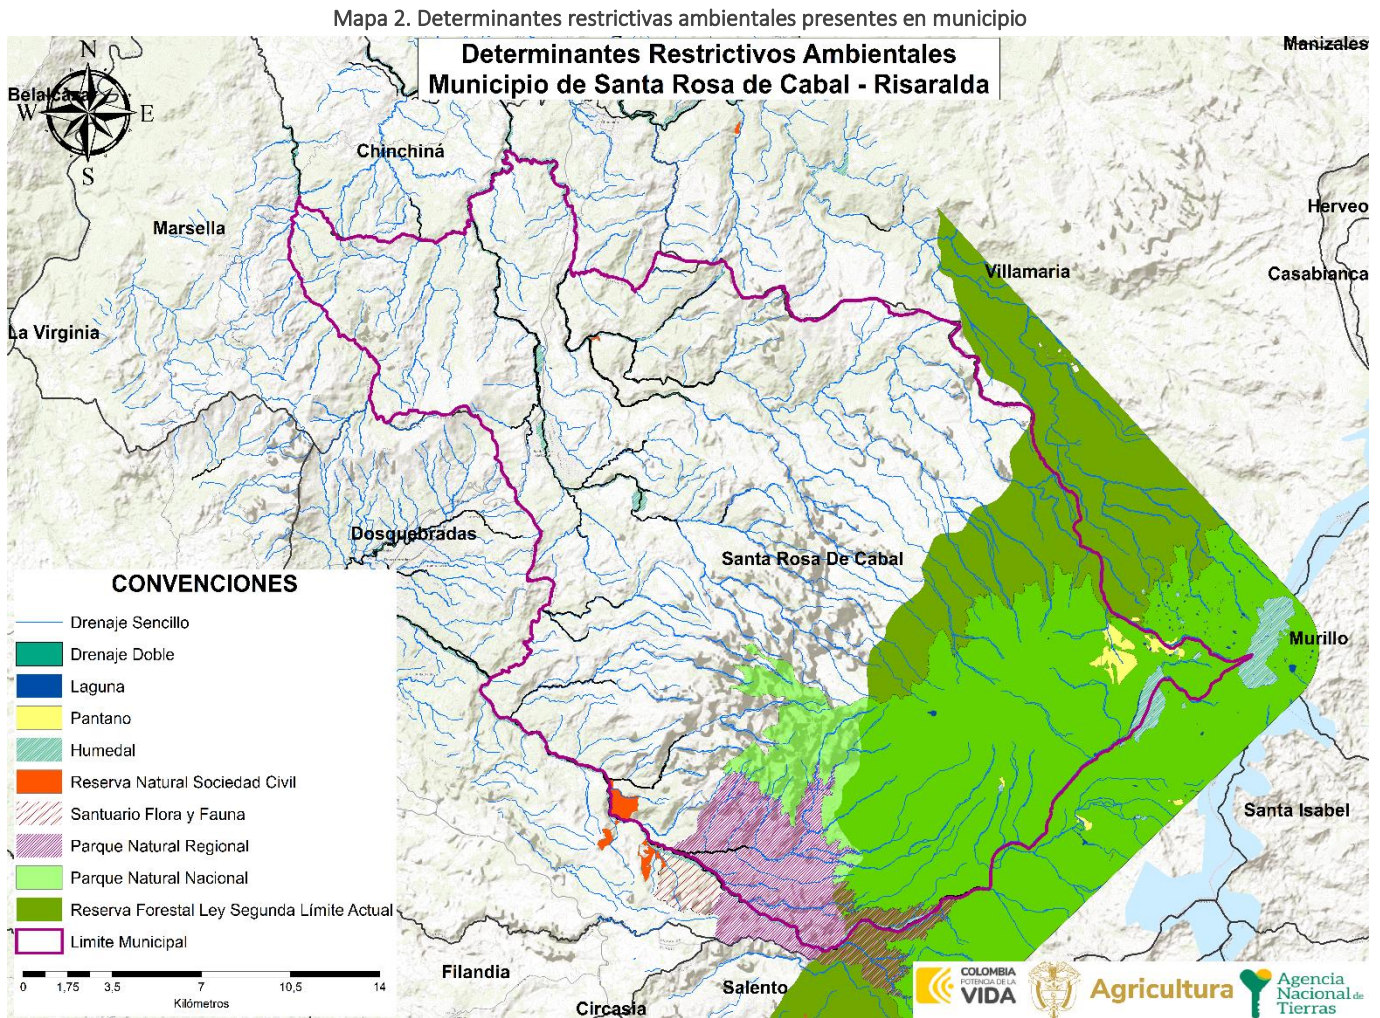 Mapa 2. Determinantes restrictivas ambientales presentes en municipio
Determinantes Restrictivos Ambientales
Municipio de Santa Rosa de Cabal - Risaralda
Manizales
N
Belalcázar
W
E
S
Chinchiná
Marsella
Herveo
Villamaria
Casabianca
La Virginia
Dosquebradas
Santa Rosa De Cabal
Murillo
Santa Isabel
CONVENCIONES
Drenaje Sencillo
Drenaje Doble
Laguna
Pantano
Humedal
Reserva Natural Sociedad Civil
Santuario Flora y Fauna
Parque Natural Regional
Parque Natural Nacional
Reserva Forestal Ley Segunda Límite Actual
Limite Municipal
0 1,75 3,5 7 10,5 14
Kilómetros
Filandia
Salento
Circasia
COLOMBIA
POTENCIA DE LA
VIDA
Agricultura
Agencia
Nacional de
Tierras